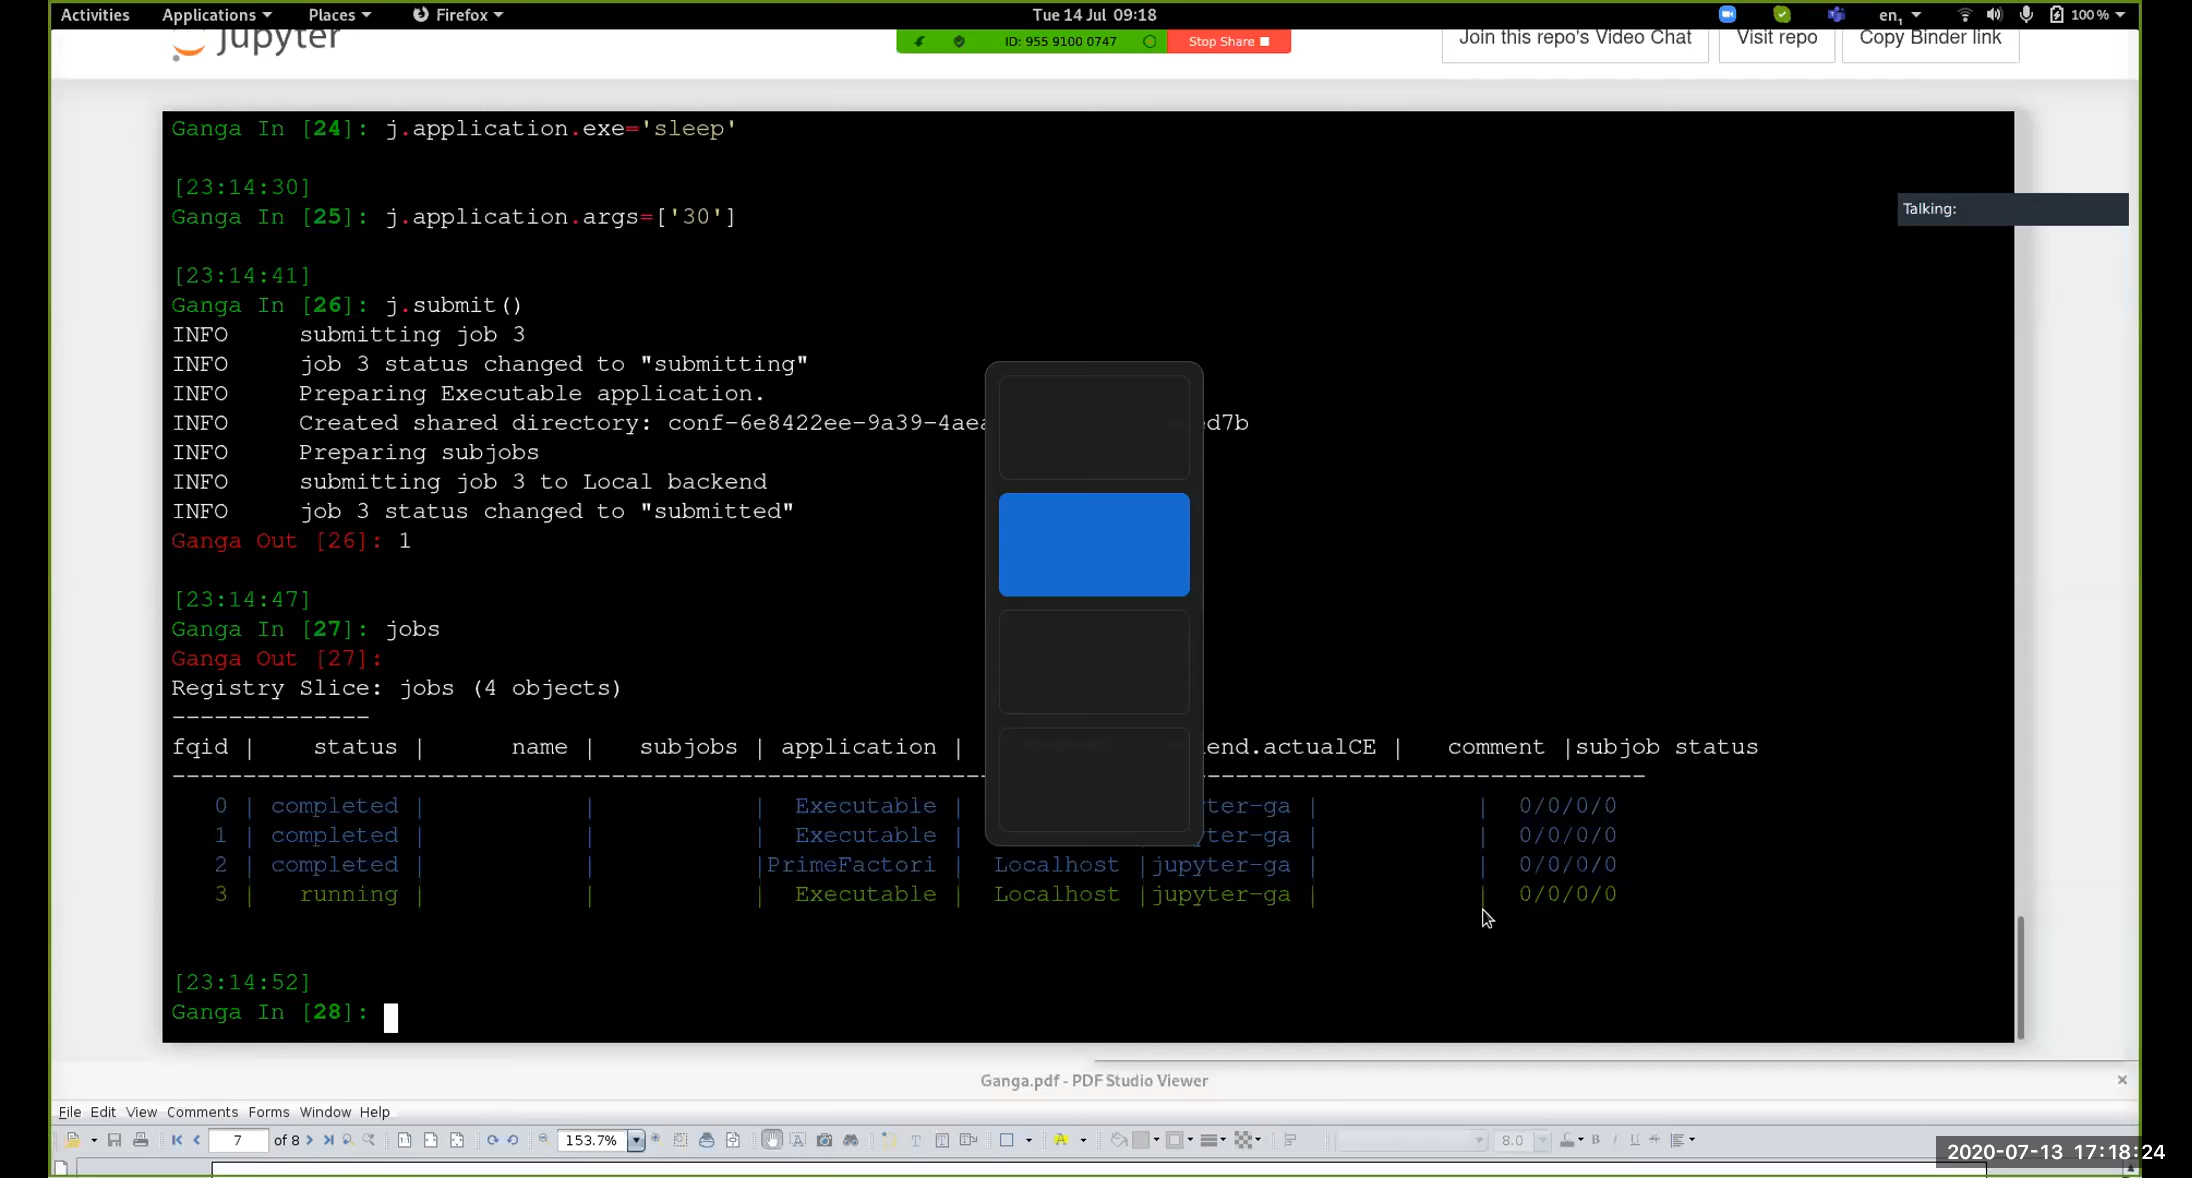 Activities Applications Places Firefox Tue 14 Jul 09:18 en1 100 %
jupyter ID: 955 9100 0747 Stop Share Join this repo's Video Chat Visit repo Copy Binder link
Ganga In [24]: j.application.exe='sleep'
[23:14:30]
Talking:
Ganga In [25]: j.application.args=['30']
[23:14:41]
Ganga In [26]: j.submit()
INFO submitting job 3
INFO job 3 status changed to "submitting"
INFO Preparing Executable application.
INFO Created shared directory: conf-6e8422ee-9a39-4aea d7b
INFO Preparing subjobs
INFO submitting job 3 to Local backend
INFO job 3 status changed to "submitted"
Ganga Out [26]: 1
[23:14:47]
Ganga In [27]: jobs
Ganga Out [27]:
Registry Slice: jobs (4 objects)
--------------
fqid | status | name | subjobs | application | end.actualCE | comment |subjob status
0 | completed | | | Executable | ter-ga | | 0/0/0/0
1 | completed | | | Executable | ter-ga | | 0/0/0/0
2 | completed | | |PrimeFactori | Localhost |jupyter-ga | | 0/0/0/0
3 | running | | | Executable | Localhost |jupyter-ga | | 0/0/0/0
[23:14:52]
Ganga In [28]:
Ganga.pdf - PDF Studio Viewer
File Edit View Comments Forms Window Help
7 of 8 153.7% 8.0
2020-07-13 17:18:24